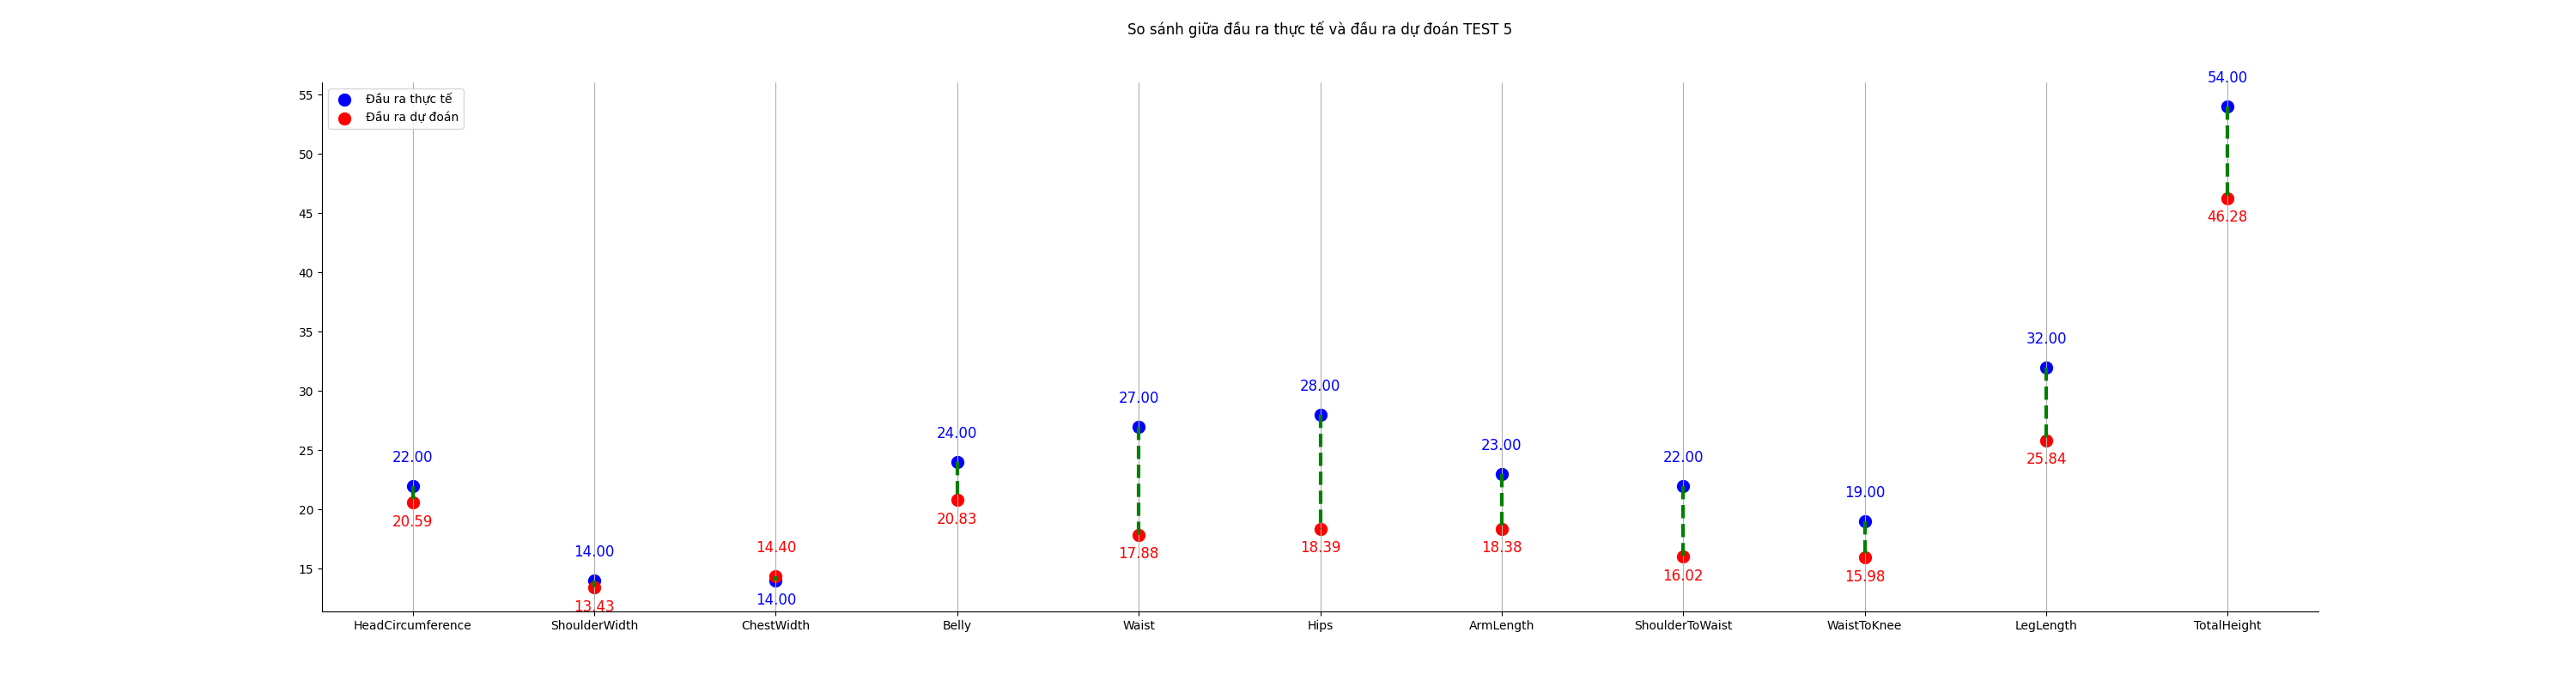 So sánh giữa đầu ra thực tế và đầu ra dự đoán TEST 5
Đầu ra thực tế
Đầu ra dự đoán
55
50
45
40
35
30
25
20
15
22.00
20.59
14.00
13.43
14.40
14.00
24.00
20.83
27.00
17.88
28.00
18.39
23.00
18.38
22.00
16.02
19.00
15.98
32.00
25.84
54.00
46.28
HeadCircumference
ShoulderWidth
ChestWidth
Belly
Waist
Hips
ArmLength
ShoulderToWaist
WaistToKnee
LegLength
TotalHeight